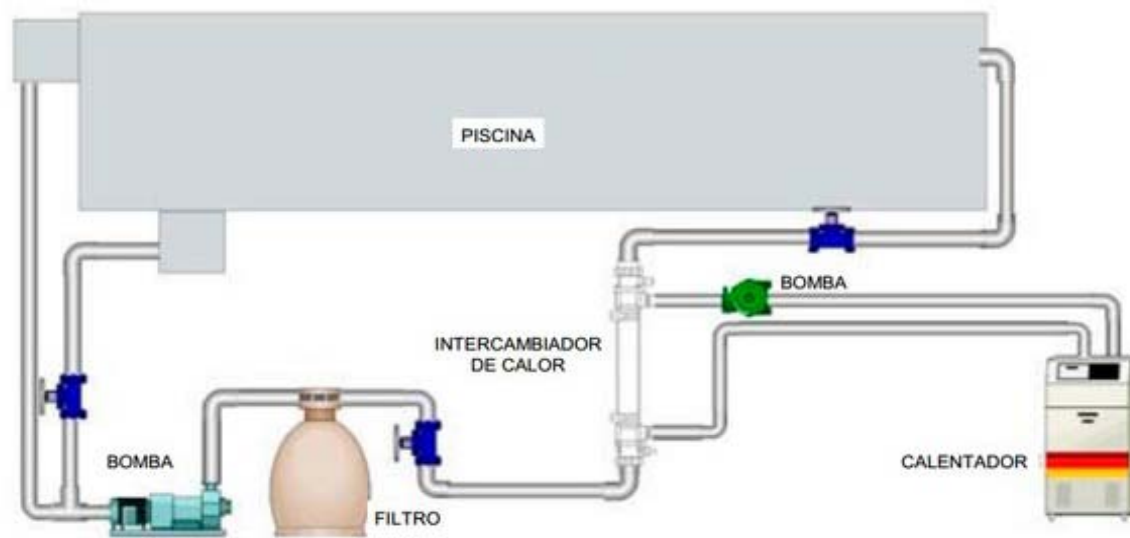 PISCINA
BOMBA
INTERCAMBIADOR
DE CALOR
BOMBA
CALENTADOR
FILTRO